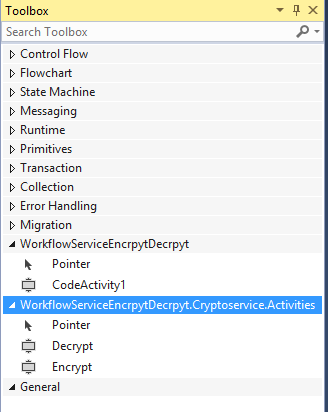 Toolbox
Search Toolbox
Control Flow
Flowchart
State Machine
Messaging
Runtime
Primitives
Transaction
Collection
Error Handling
Migration
WorkflowServiceEncrpytDecrpyt
Pointer
CodeActivity1
WorkflowServiceEncrpytDecrpyt.Cryptoservice.Activities
Pointer
Decrypt
Encrypt
General